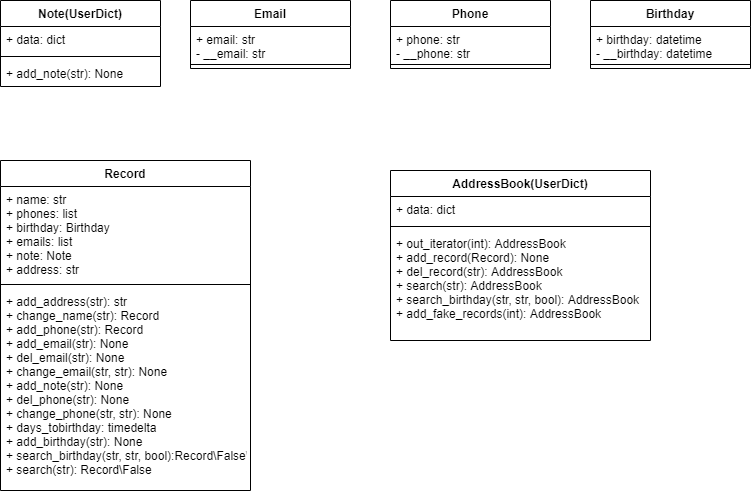 Note(UserDict)
+ data: dict
+ add_note(str): None
Email
+ email: str
- __email: str
Phone
+ phone: str
- __phone: str
Birthday
+ birthday: datetime
- __birthday: datetime
Record
+ name: str
+ phones: list
+ birthday: Birthday
+ emails: list
+ note: Note
+ address: str
+ add_address(str): str
+ change_name(str): Record
+ add_phone(str): Record
+ add_email(str): None
+ del_email(str): None
+ change_email(str, str): None
+ add_note(str): None
+ del_phone(str): None
+ change_phone(str, str): None
+ days_tobirthday: timedelta
+ add_birthday(str): None
+ search_birthday(str, str, bool):Record\False
+ search(str): Record\False
AddressBook(UserDict)
+ data: dict
+ out_iterator(int): AddressBook
+ add_record(Record): None
+ del_record(str): AddressBook
+ search(str): AddressBook
+ search_birthday(str, str, bool): AddressBook
+ add_fake_records(int): AddressBook